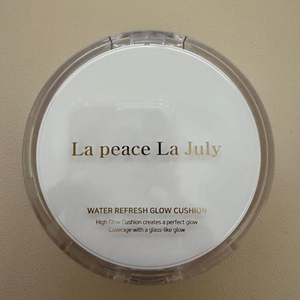 La peace La July
WATER REFRESH GLOW CUSHION
High Glow Cushion creates a perfect glow
Coverage with a glass-like glow